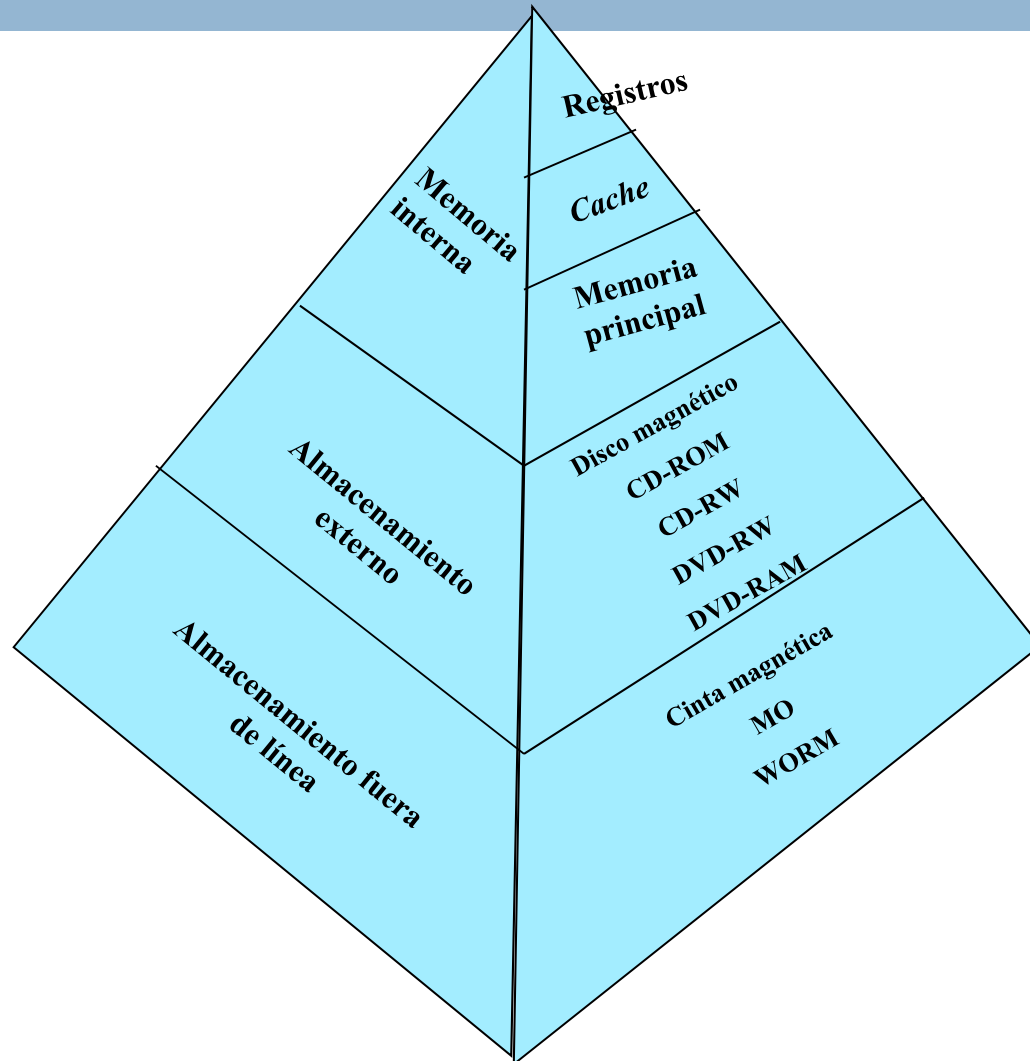 Registros
Cache
Memoria
principal
Disco magnético
CD-ROM
CD-RW
DVD-RW
DVD-RAM
Cinta magnética
MO
WORM
Memoria
interna
Almacenamiento
externo
Almacenamiento fuera
de línea